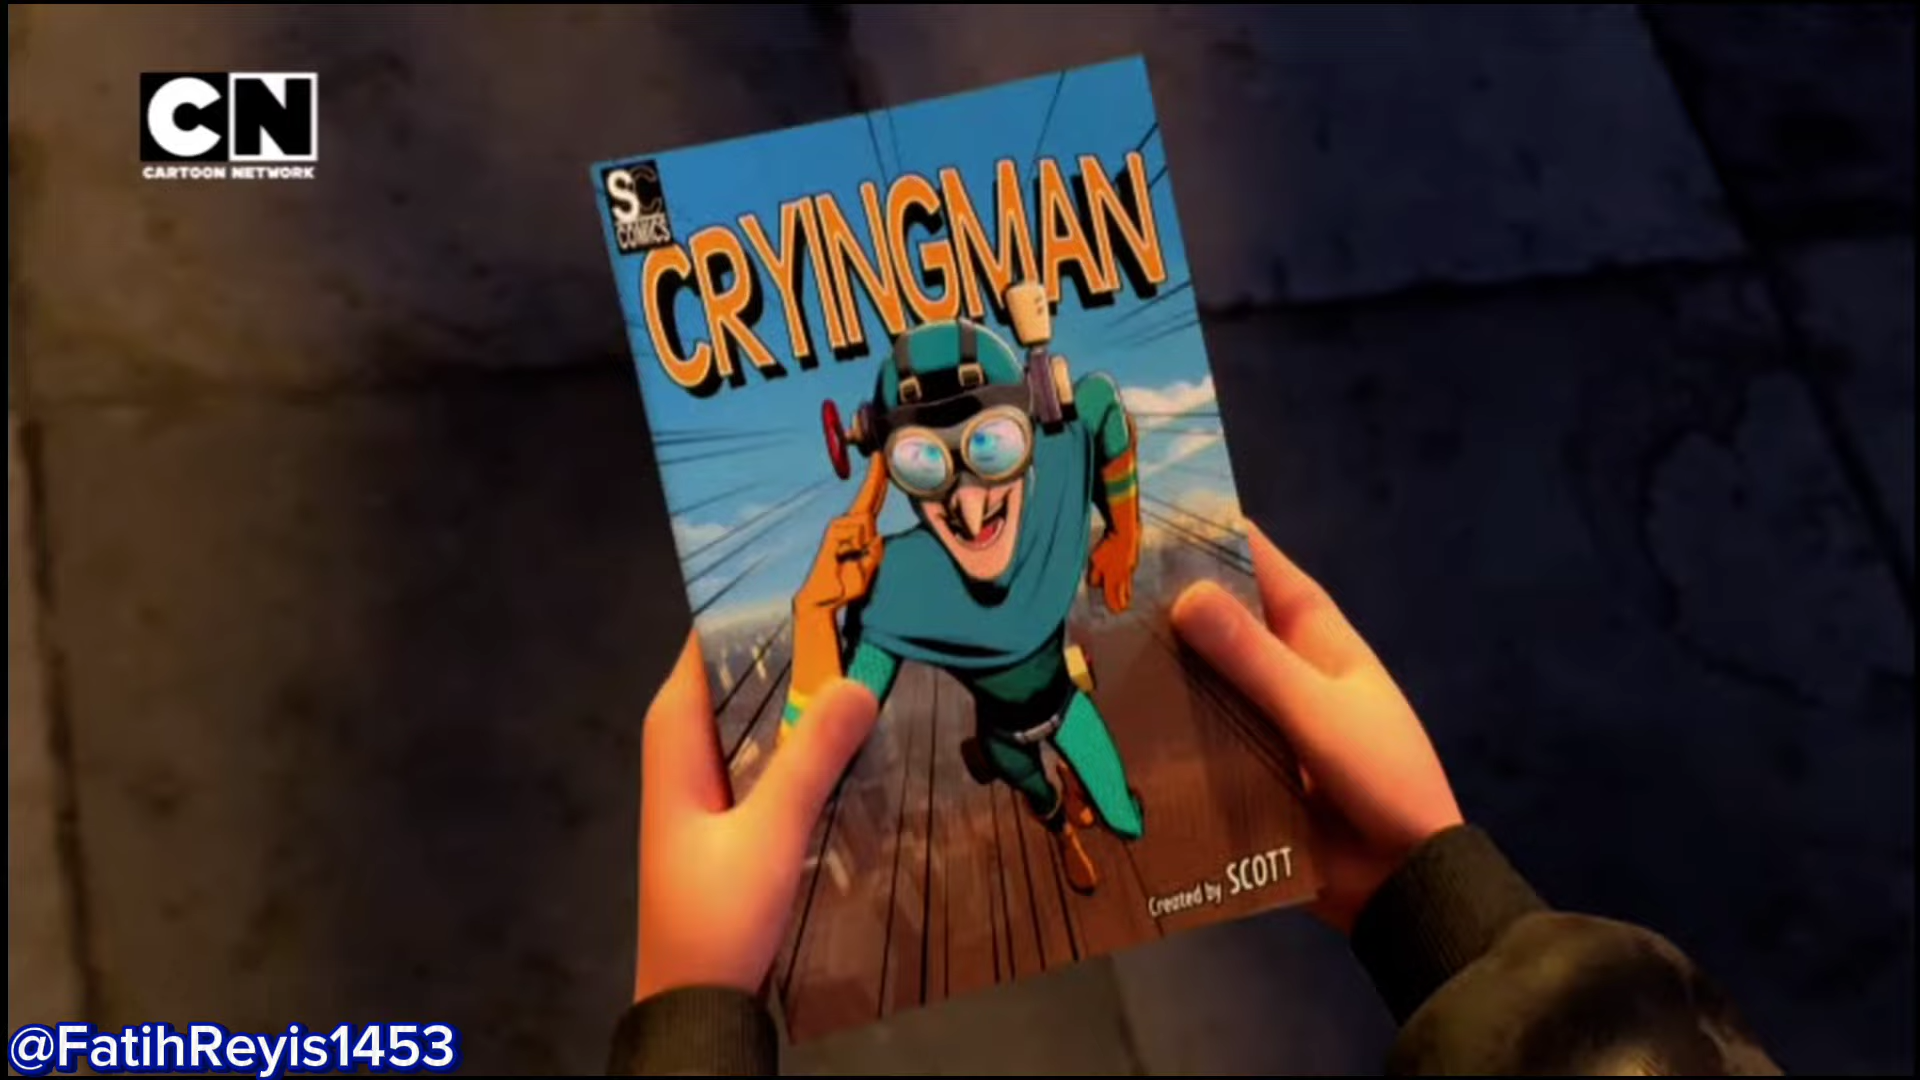 CN
CARTOON NETWORK
SC
COMICS
CRYINGMAN
Created by SCOTT
@FatihReyis1453